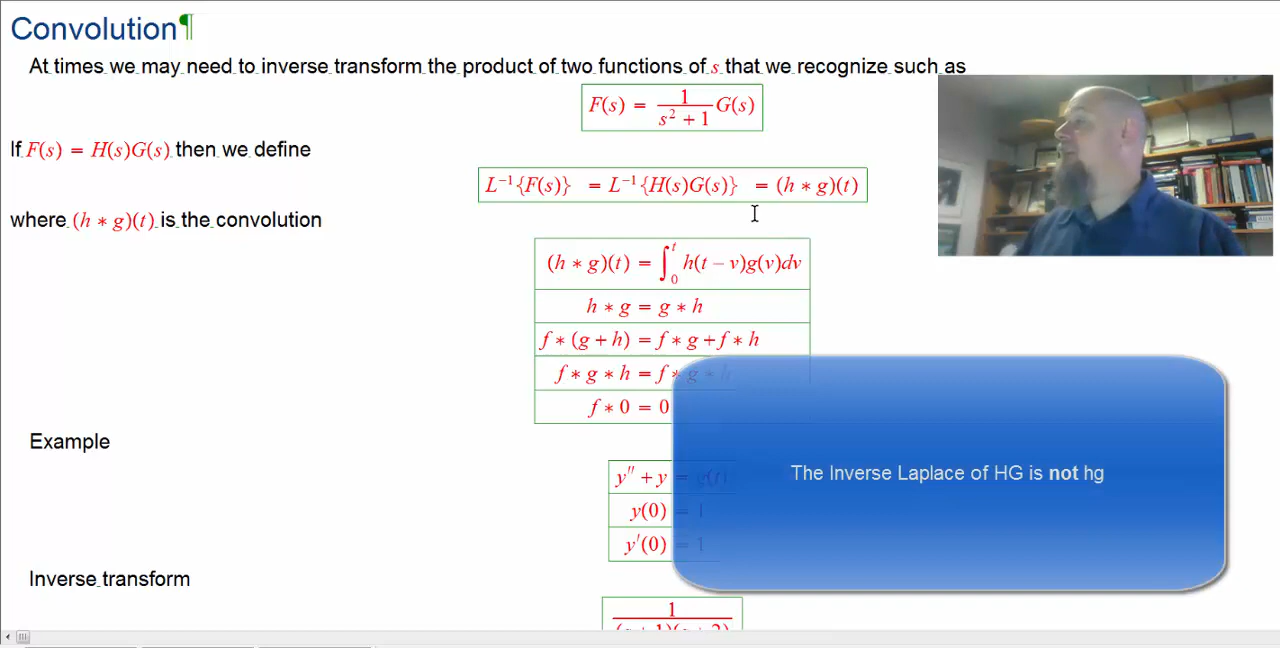 Convolution¶
At times we may need to inverse transform the product of two functions of s that we recognize such as
F(s) = 1/(s² + 1) G(s)
If F(s) = H(s)G(s) then we define
L⁻¹{F(s)} = L⁻¹{H(s)G(s)} = (h * g)(t)
where (h * g)(t) is the convolution
(h * g)(t) = ∫₀ᵗ h(t − v)g(v)dv
h * g = g * h
f * (g + h) = f * g + f * h
f * g * h = f * g * h
f * 0 = 0
Example
The Inverse Laplace of HG is not hg
y″ + y = g(t)
y(0) = 1
y′(0) = 1
Inverse transform
1